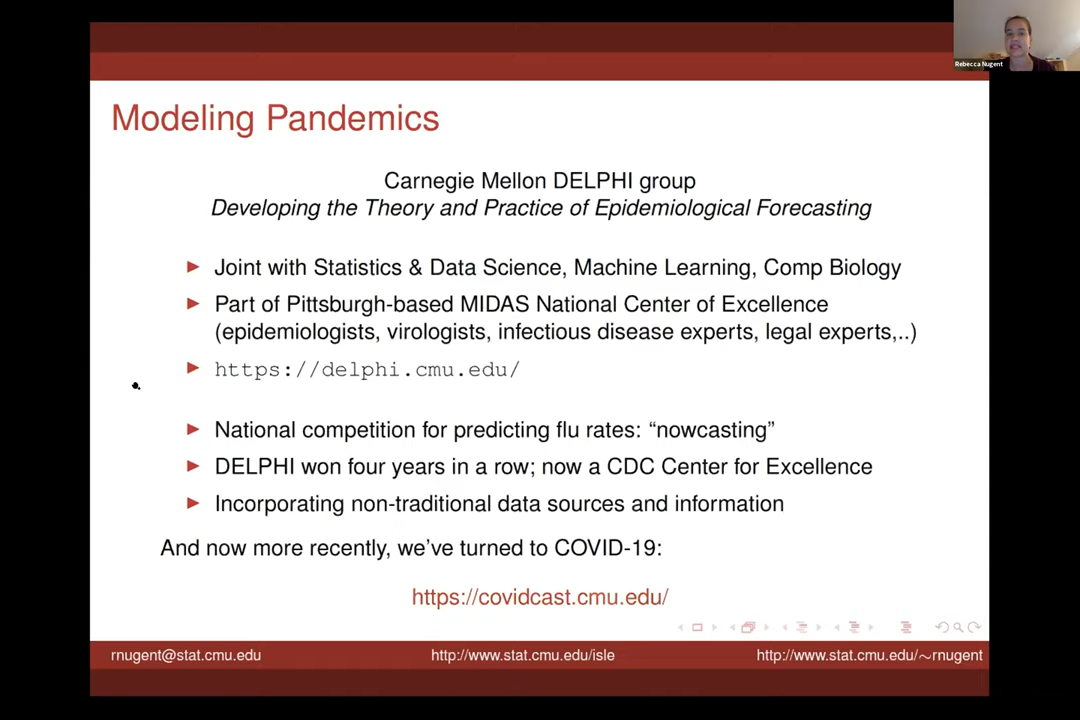 Rebecca Nugent
Modeling Pandemics
Carnegie Mellon DELPHI group
Developing the Theory and Practice of Epidemiological Forecasting
Joint with Statistics & Data Science, Machine Learning, Comp Biology
Part of Pittsburgh-based MIDAS National Center of Excellence
(epidemiologists, virologists, infectious disease experts, legal experts,..)
https://delphi.cmu.edu/
National competition for predicting flu rates: “nowcasting”
DELPHI won four years in a row; now a CDC Center for Excellence
Incorporating non-traditional data sources and information
And now more recently, we’ve turned to COVID-19:
https://covidcast.cmu.edu/
rnugent@stat.cmu.edu http://www.stat.cmu.edu/isle http://www.stat.cmu.edu/∼rnugent